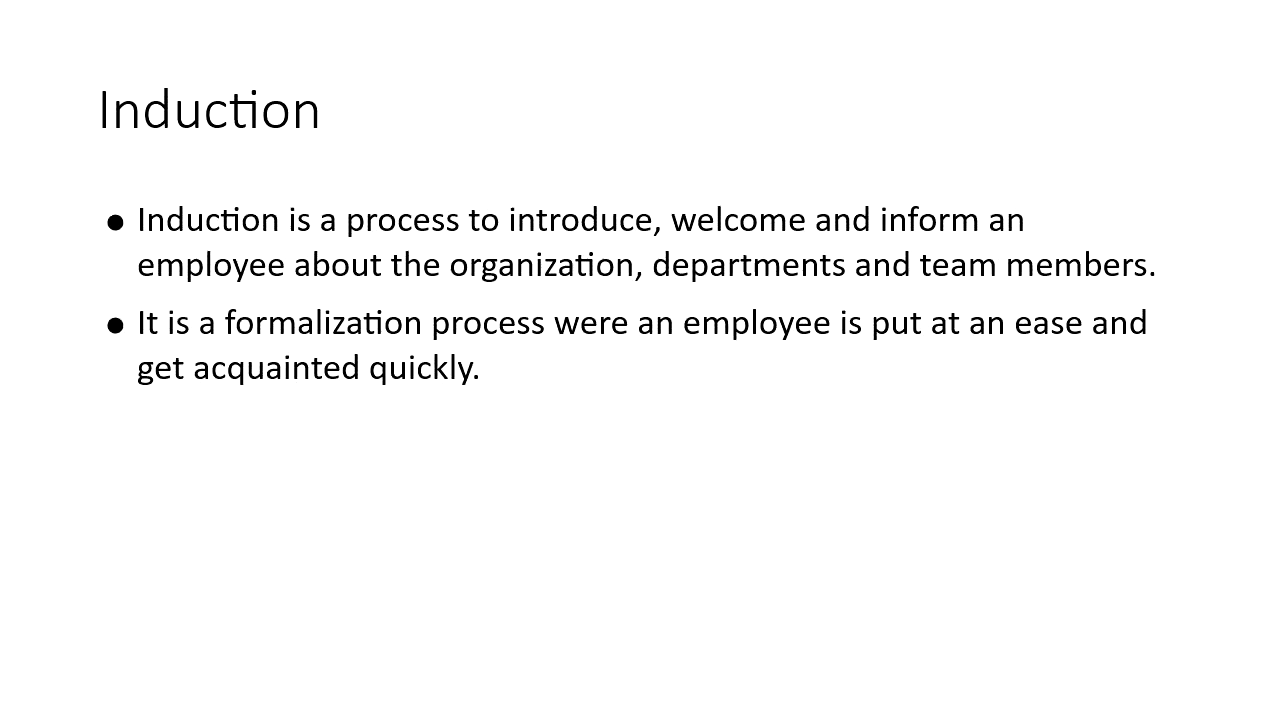 Induction
● Induction is a process to introduce, welcome and inform an
employee about the organization, departments and team members.
● It is a formalization process were an employee is put at an ease and
get acquainted quickly.